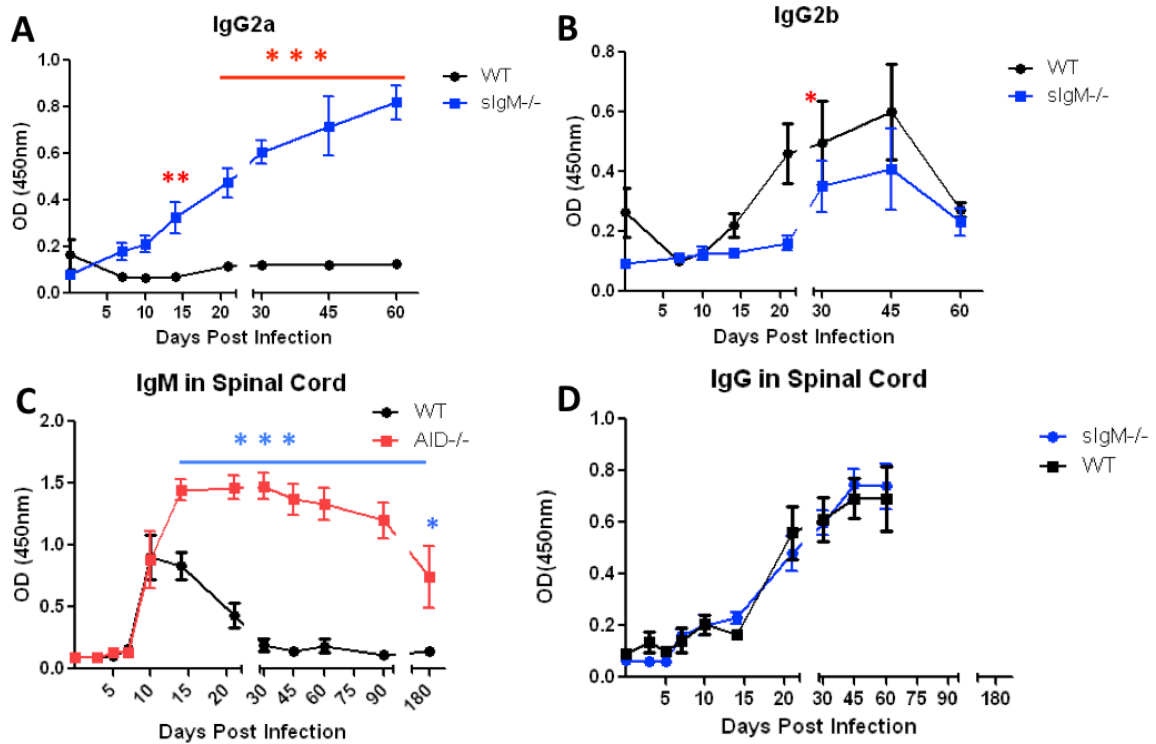 A
IgG2a
* * *
WT
sIgM-/-
**
OD (450nm)
1.0
0.8
0.6
0.4
0.2
0.0
5 10 15 20 30 45 60
Days Post Infection
B
IgG2b
WT
sIgM-/-
*
OD (450nm)
0.8
0.6
0.4
0.2
0.0
5 10 15 20 30 45 60
Days Post Infection
C
IgM in Spinal Cord
WT
AID-/-
* * *
*
OD (450nm)
2.0
1.5
1.0
0.5
0.0
5 10 15 20 30 45 60 75 90 180
Days Post Infection
D
IgG in Spinal Cord
sIgM-/-
WT
OD(450nm)
1.0
0.8
0.6
0.4
0.2
0.0
5 10 15 20 30 45 60 75 90 180
Days Post Infection